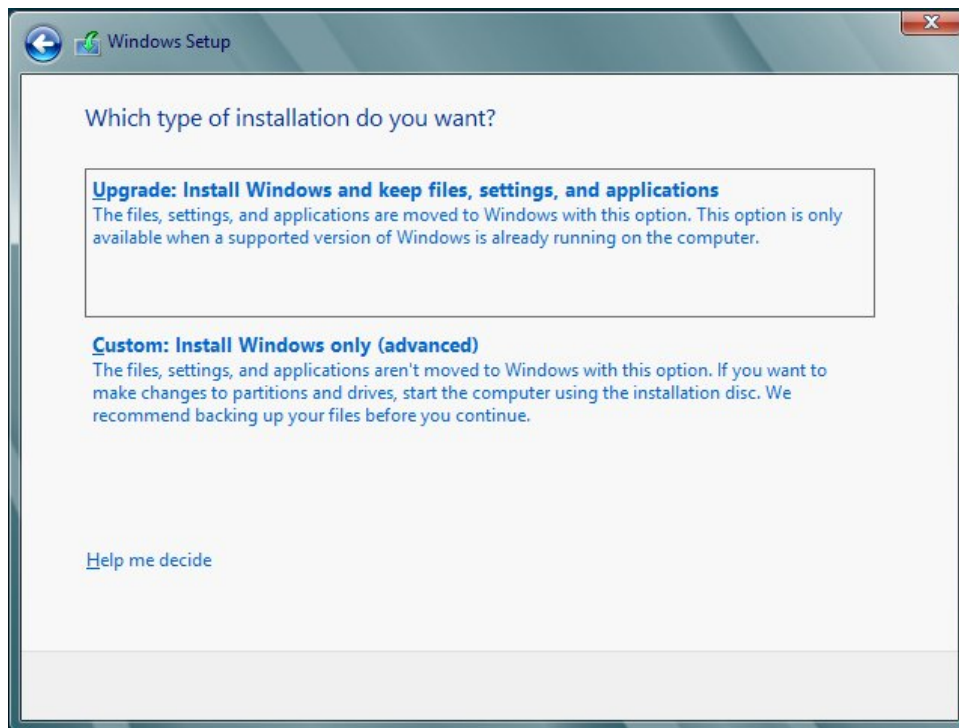 Windows Setup
Which type of installation do you want?
Upgrade: Install Windows and keep files, settings, and applications
The files, settings, and applications are moved to Windows with this option. This option is only
available when a supported version of Windows is already running on the computer.
Custom: Install Windows only (advanced)
The files, settings, and applications aren't moved to Windows with this option. If you want to
make changes to partitions and drives, start the computer using the installation disc. We
recommend backing up your files before you continue.
Help me decide